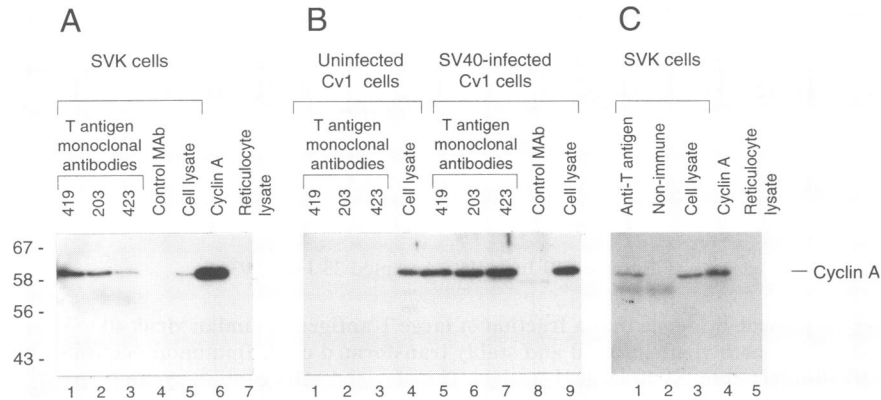 A
B
C
SVK cells
Uninfected
Cv1 cells
SV40-infected
Cv1 cells
SVK cells
T antigen
monoclonal
antibodies
419
203
423
Control MAb
Cell lysate
Cyclin A
Reticulocyte
lysate
T antigen
monoclonal
antibodies
419
203
423
Cell lysate
T antigen
monoclonal
antibodies
419
203
423
Control MAb
Cell lysate
Anti-T antigen
Non-immune
Cell lysate
Cyclin A
Reticulocyte
lysate
67 -
58 -
56 -
43 -
— Cyclin A
1 2 3 4 5 6 7
1 2 3 4 5 6 7 8 9
1 2 3 4 5